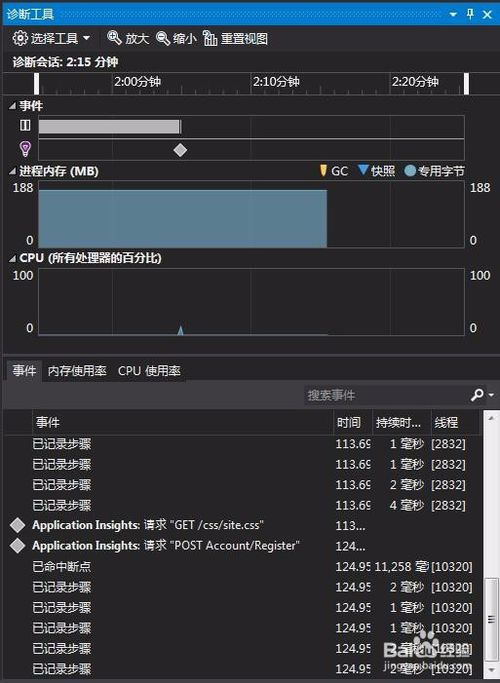 诊断工具
选择工具 放大 缩小 重置视图
诊断会话: 2:15 分钟
2:00分钟 2:10分钟 2:20分钟
事件
进程内存 (MB) GC 快照 专用字节
188 188
0 0
CPU (所有处理器的百分比)
100 100
0 0
事件 内存使用率 CPU 使用率
搜索事件
事件 时间 持续时... 线程
已记录步骤 113.69 1 毫秒 [2832]
已记录步骤 113.69 1 毫秒 [2832]
已记录步骤 113.69 2 毫秒 [2832]
已记录步骤 113.69 4 毫秒 [2832]
Application Insights: 请求 "GET /css/site.css" 113...
Application Insights: 请求 "POST Account/Register" 124...
已命中断点 124.95 11,258 毫 [10320]
已记录步骤 124.95 2 毫秒 [10320]
已记录步骤 124.95 1 毫秒 [10320]
已记录步骤 124.95 1 毫秒 [10320]
已记录步骤 124.95 [10320]
已记录步骤 124.95 2 毫秒 [10320]
Baidu 经验
jingyan.baidu.com